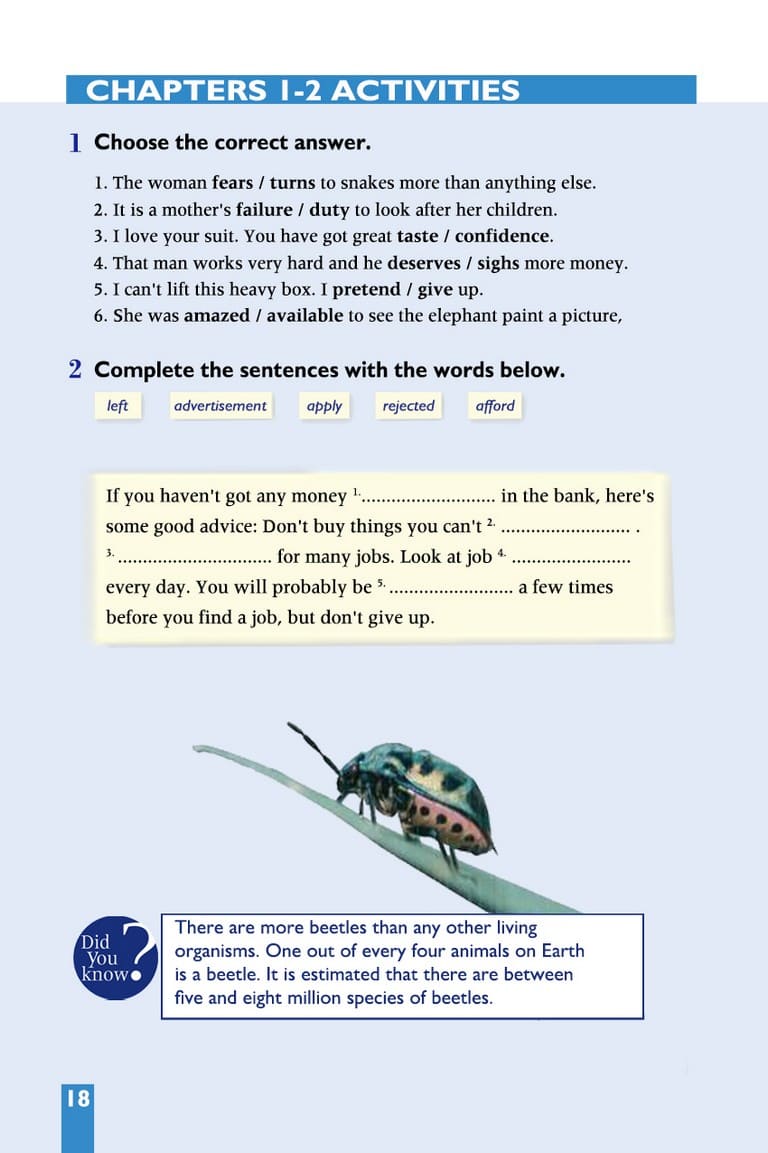 CHAPTERS 1-2 ACTIVITIES
1 Choose the correct answer.
1. The woman fears / turns to snakes more than anything else.
2. It is a mother's failure / duty to look after her children.
3. I love your suit. You have got great taste / confidence.
4. That man works very hard and he deserves / sighs more money.
5. I can't lift this heavy box. I pretend / give up.
6. She was amazed / available to see the elephant paint a picture,
2 Complete the sentences with the words below.
left advertisement apply rejected afford
If you haven't got any money 1. ........................... in the bank, here's
some good advice: Don't buy things you can't 2. .......................... .
3. ............................... for many jobs. Look at job 4. ........................
every day. You will probably be 5. ......................... a few times
before you find a job, but don't give up.
Did
You
know?
There are more beetles than any other living
organisms. One out of every four animals on Earth
is a beetle. It is estimated that there are between
five and eight million species of beetles.
18